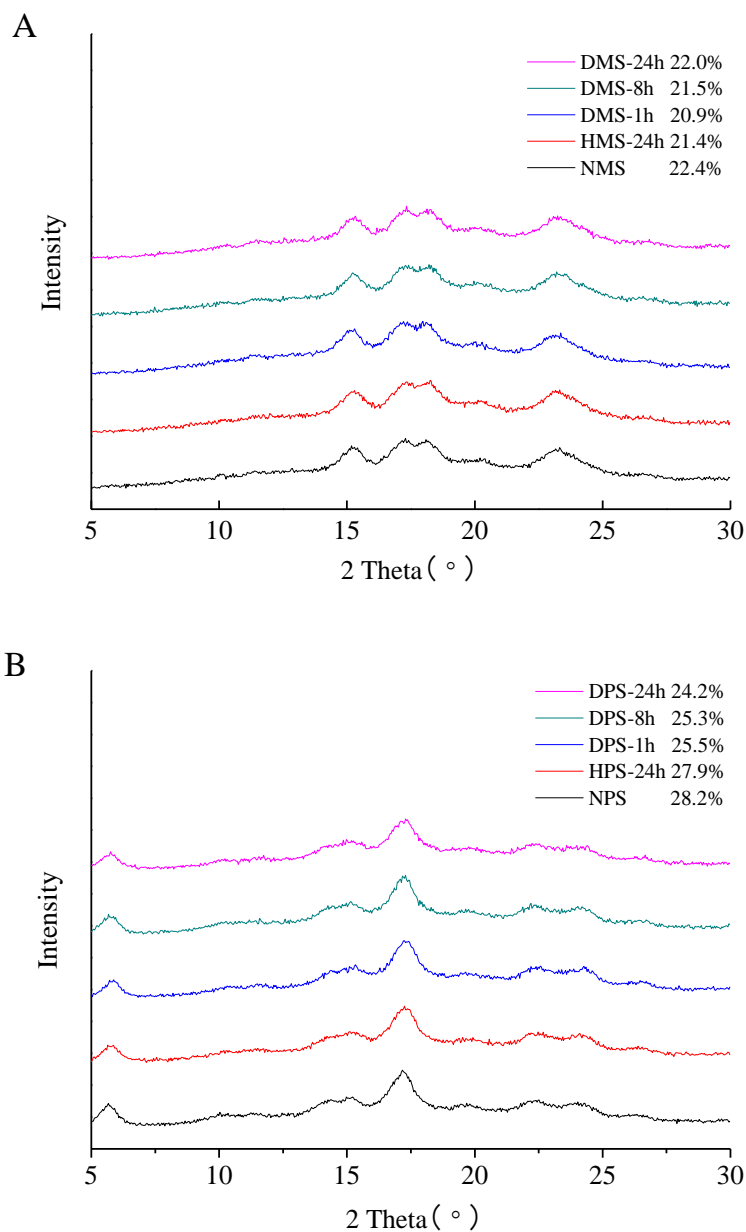 A
DMS-24h 22.0%
DMS-8h 21.5%
DMS-1h 20.9%
HMS-24h 21.4%
NMS 22.4%
Intensity
5 10 15 20 25 30
2 Theta（°）
B
DPS-24h 24.2%
DPS-8h 25.3%
DPS-1h 25.5%
HPS-24h 27.9%
NPS 28.2%
Intensity
5 10 15 20 25 30
2 Theta（°）